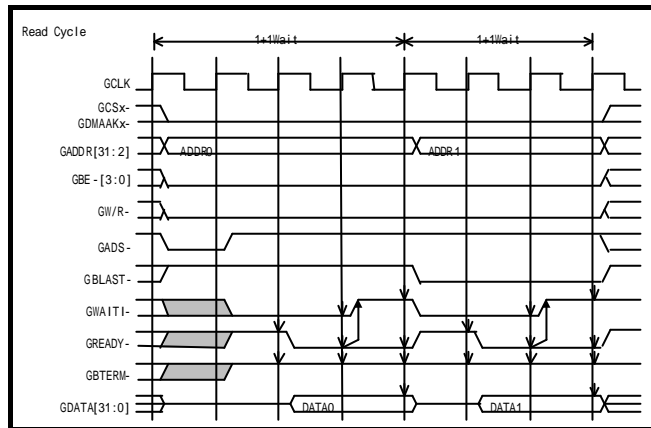 Read Cycle
1+1Wait 1+1Wait
GCLK
GCSx-
GDMAAKx-
GADDR[31:2] ADDR0 ADDR1
GBE-[3:0]
GW/R-
GADS-
GBLAST-
GWAITI-
GREADY-
GBTERM-
GDATA[31:0] DATA0 DATA1